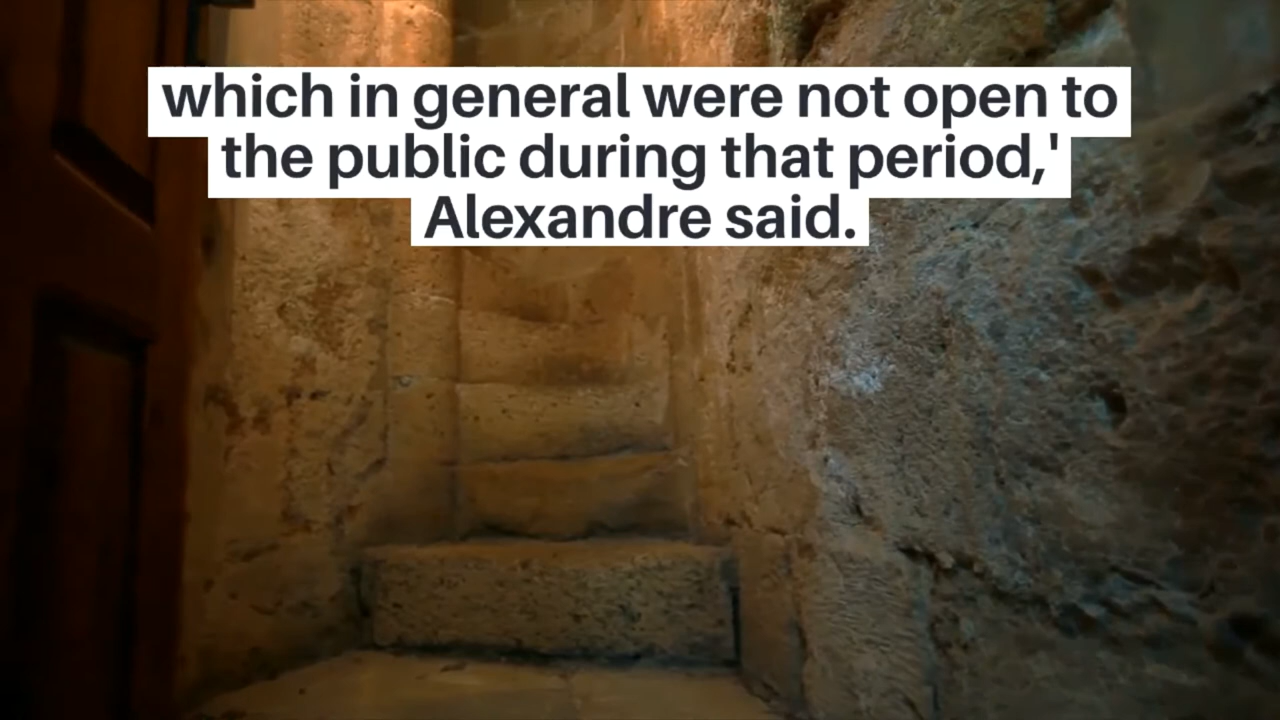 which in general were not open to
the public during that period,'
Alexandre said.